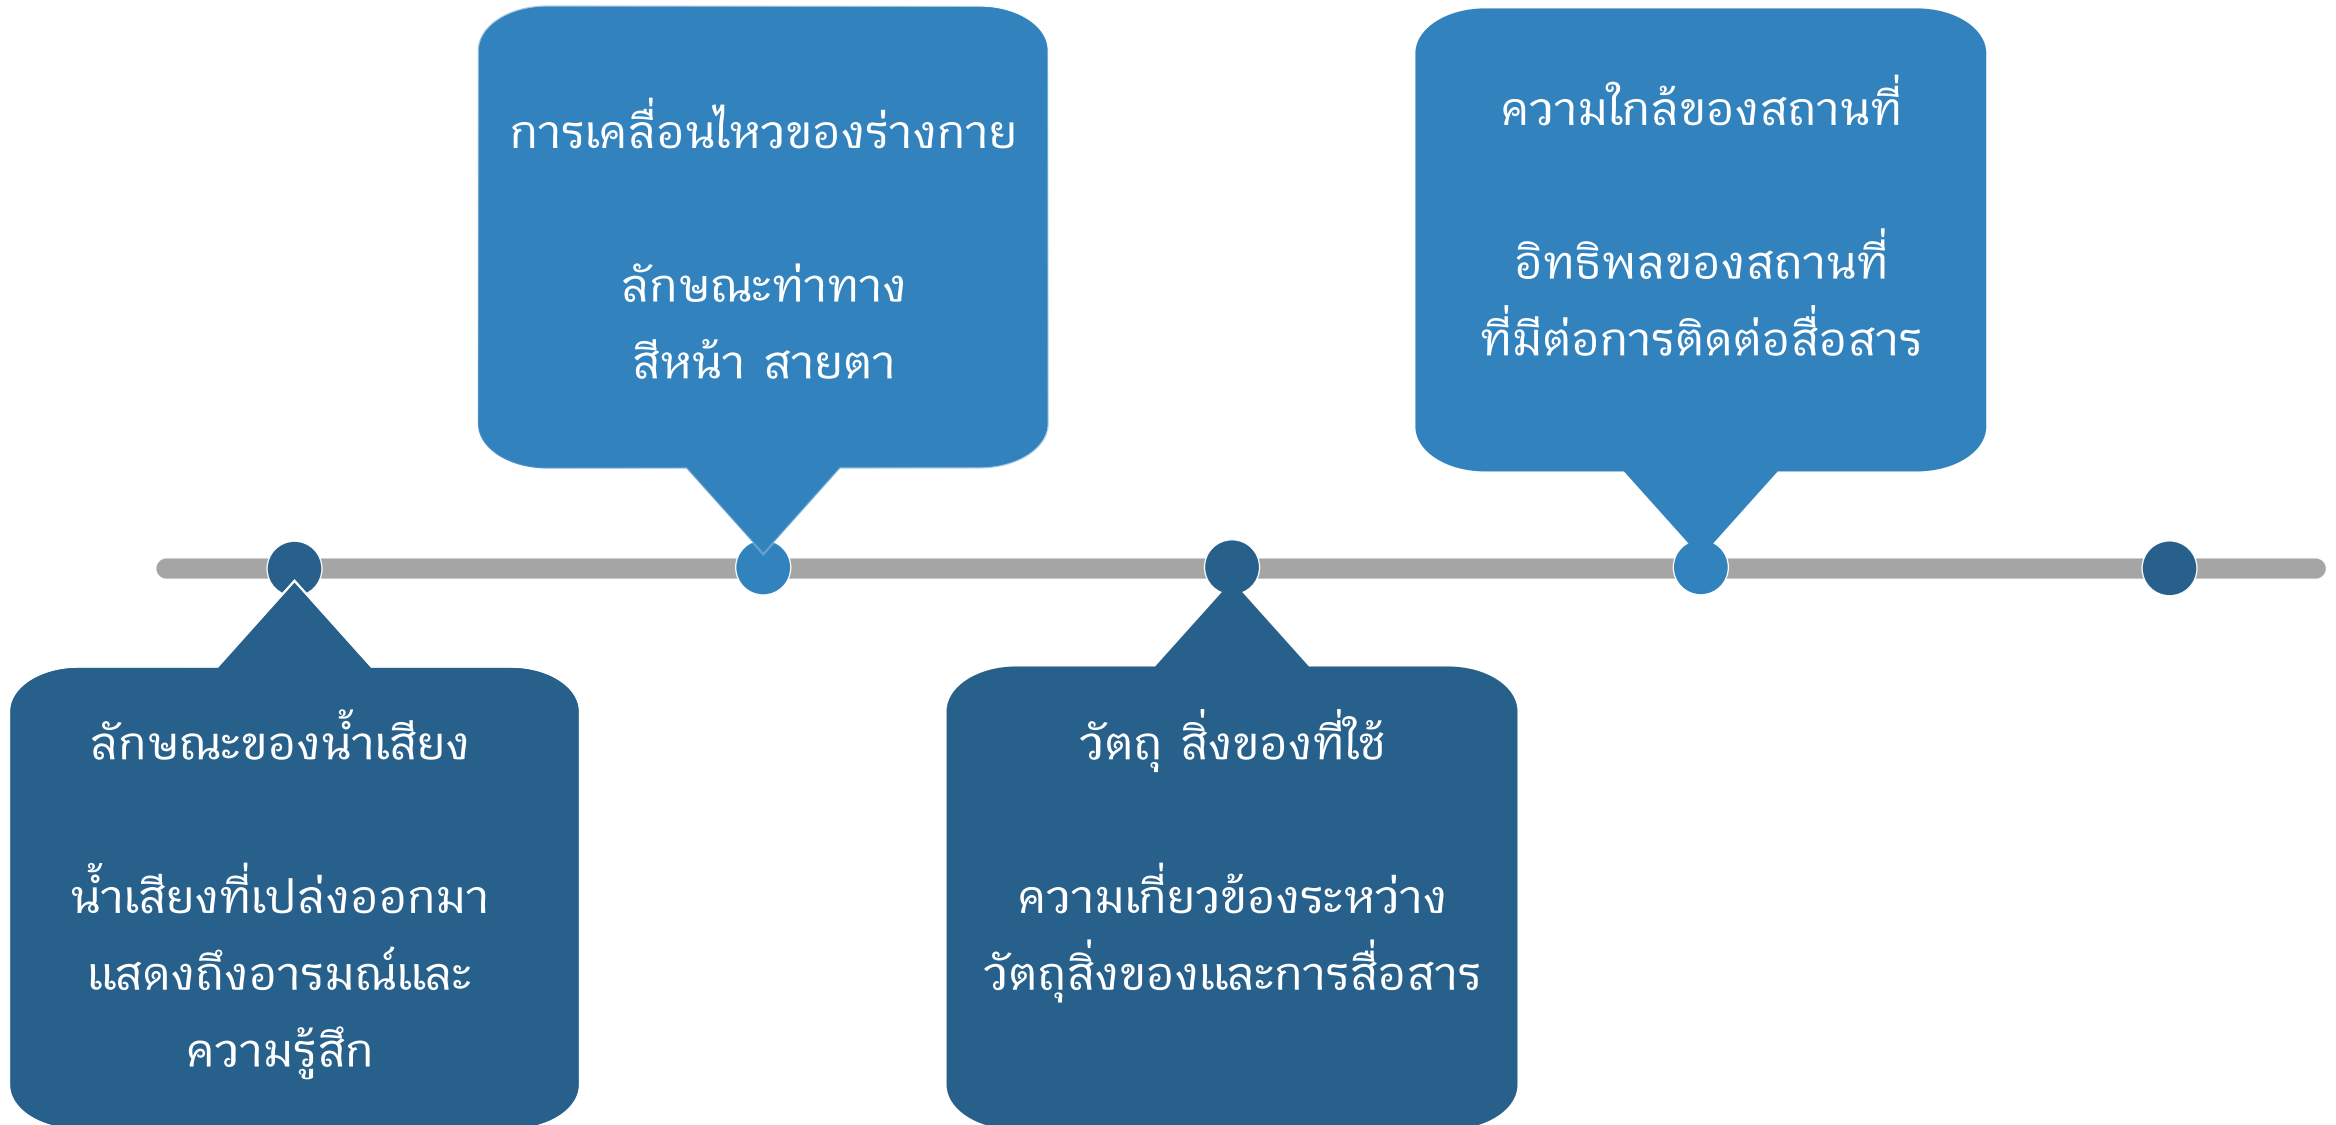 ลักษณะของน้ำเสียง
น้ำเสียงที่เปล่งออกมา
แสดงถึงอารมณ์และ
ความรู้สึก
การเคลื่อนไหวของร่างกาย
ลักษณะท่าทาง
สีหน้า สายตา
วัตถุ สิ่งของที่ใช้
ความเกี่ยวข้องระหว่าง
วัตถุสิ่งของและการสื่อสาร
ความใกล้ของสถานที่
อิทธิพลของสถานที่
ที่มีต่อการติดต่อสื่อสาร